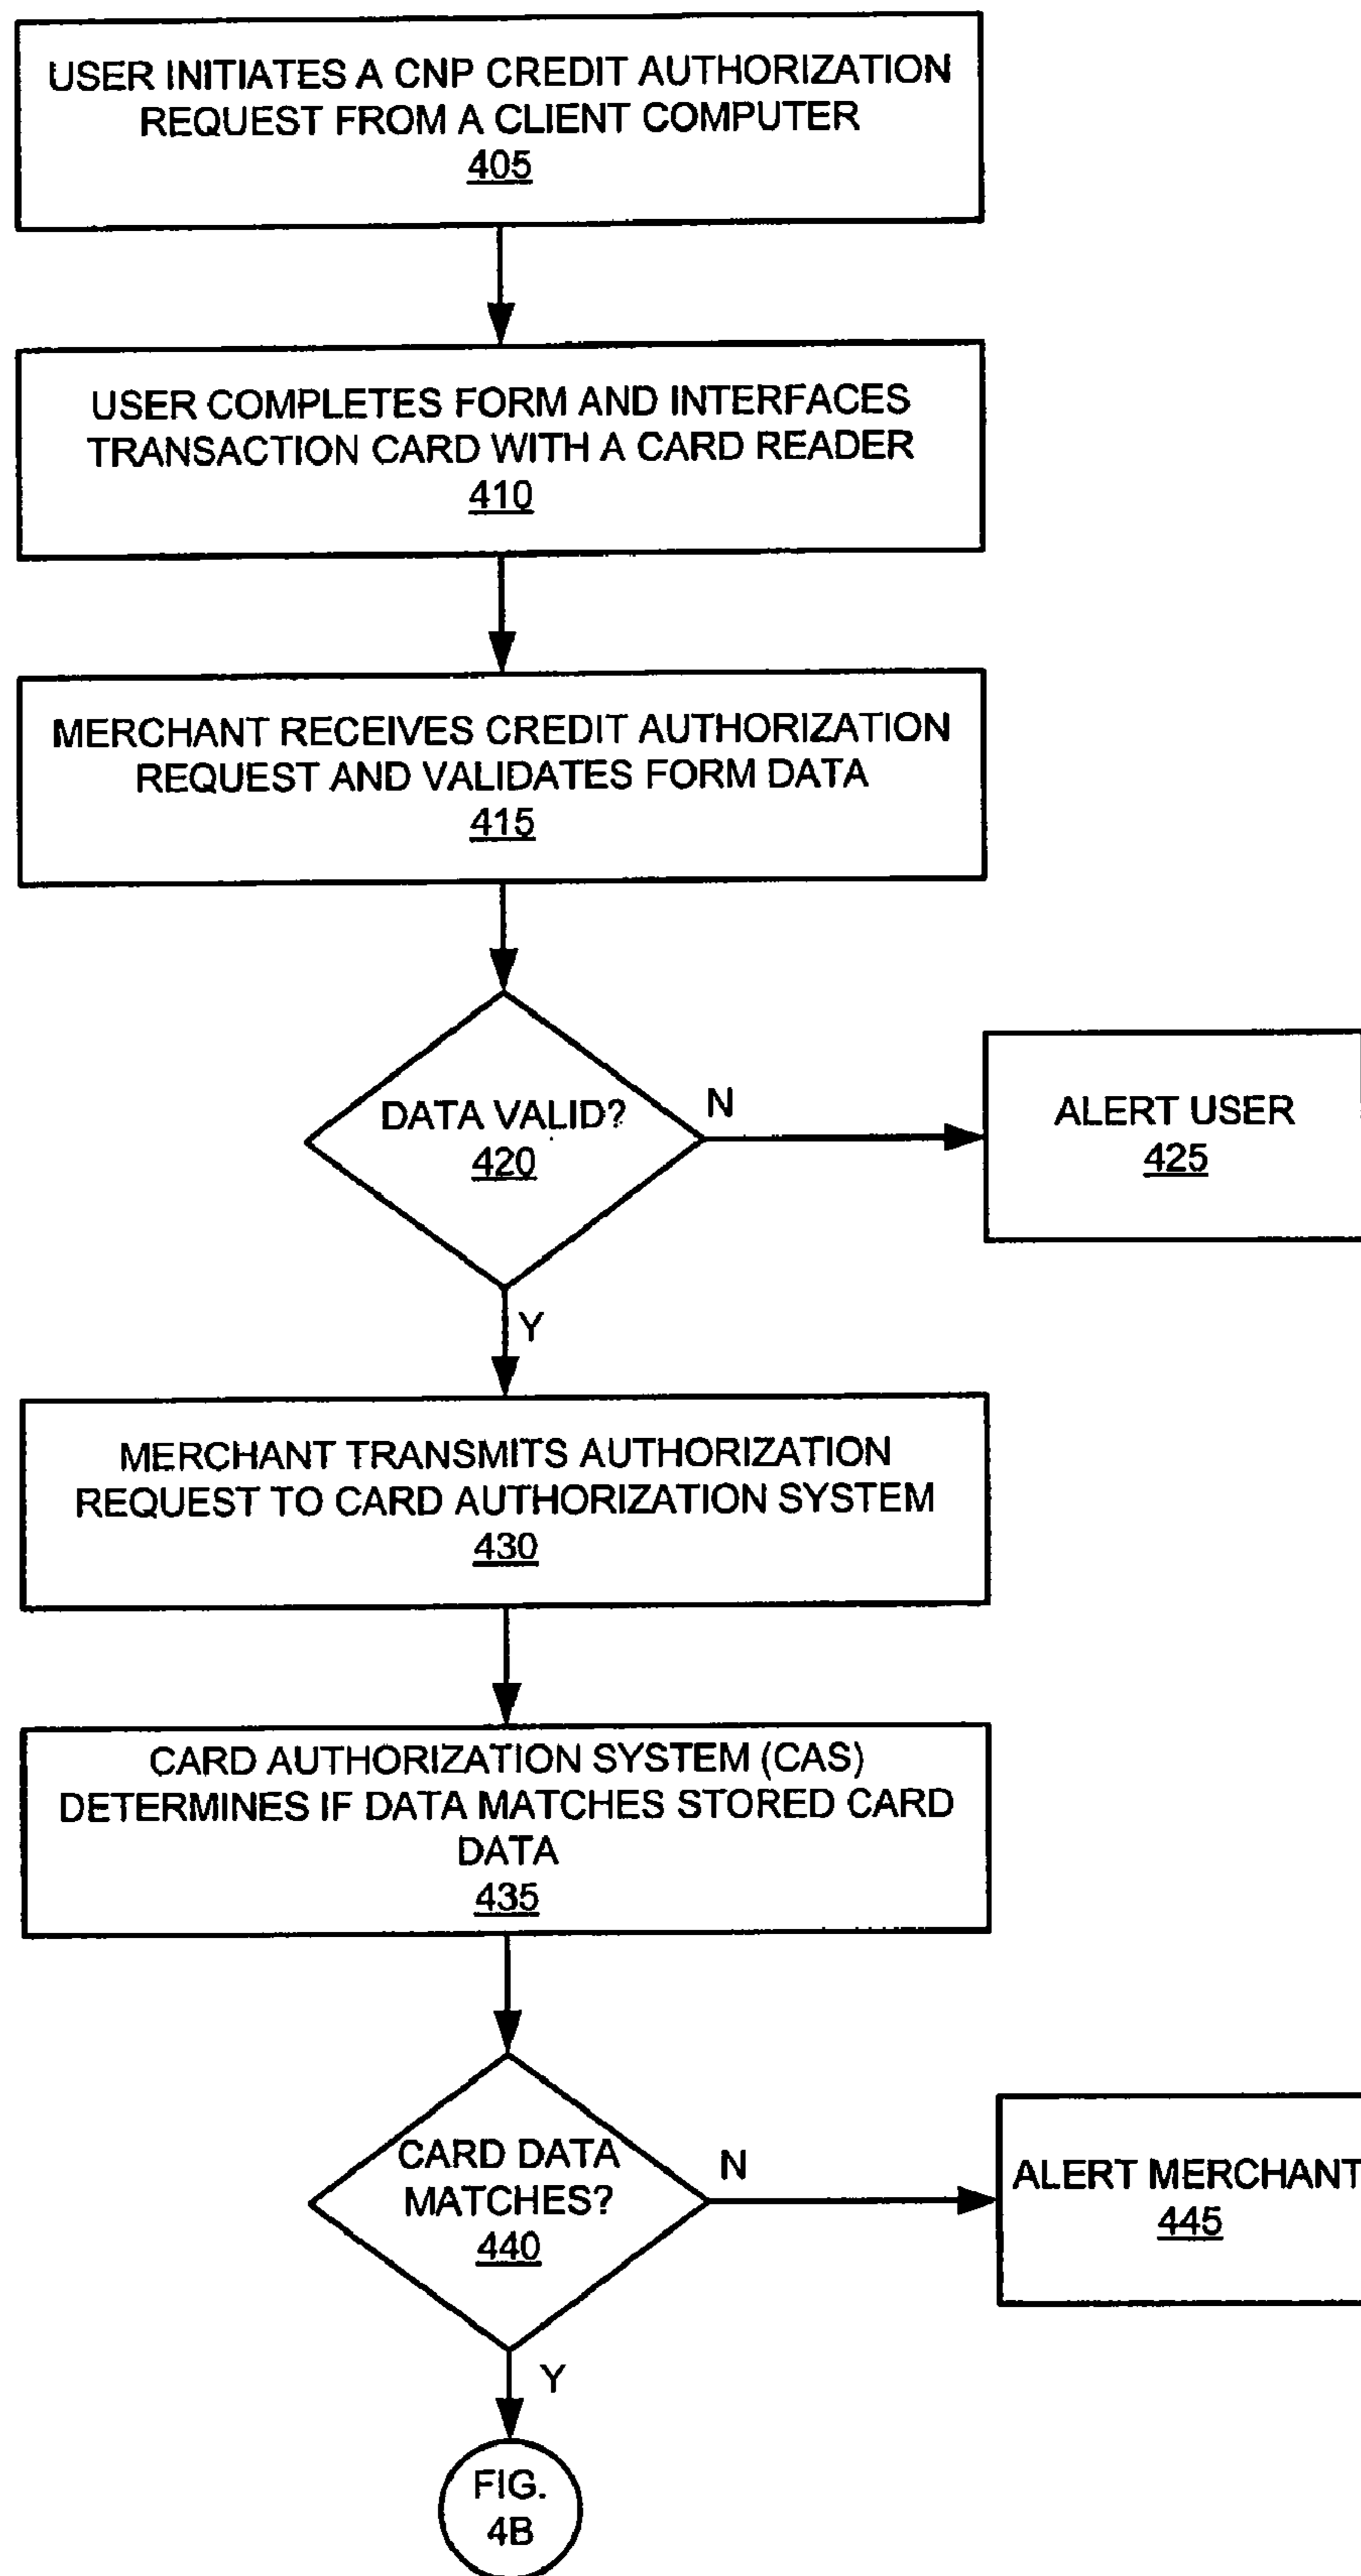 USER INITIATES A CNP CREDIT AUTHORIZATION
REQUEST FROM A CLIENT COMPUTER
405
USER COMPLETES FORM AND INTERFACES
TRANSACTION CARD WITH A CARD READER
410
MERCHANT RECEIVES CREDIT AUTHORIZATION
REQUEST AND VALIDATES FORM DATA
415
DATA VALID?
420
N
ALERT USER
425
Y
MERCHANT TRANSMITS AUTHORIZATION
REQUEST TO CARD AUTHORIZATION SYSTEM
430
CARD AUTHORIZATION SYSTEM (CAS)
DETERMINES IF DATA MATCHES STORED CARD
DATA
435
CARD DATA
MATCHES?
440
N
ALERT MERCHANT
445
Y
FIG.
4B